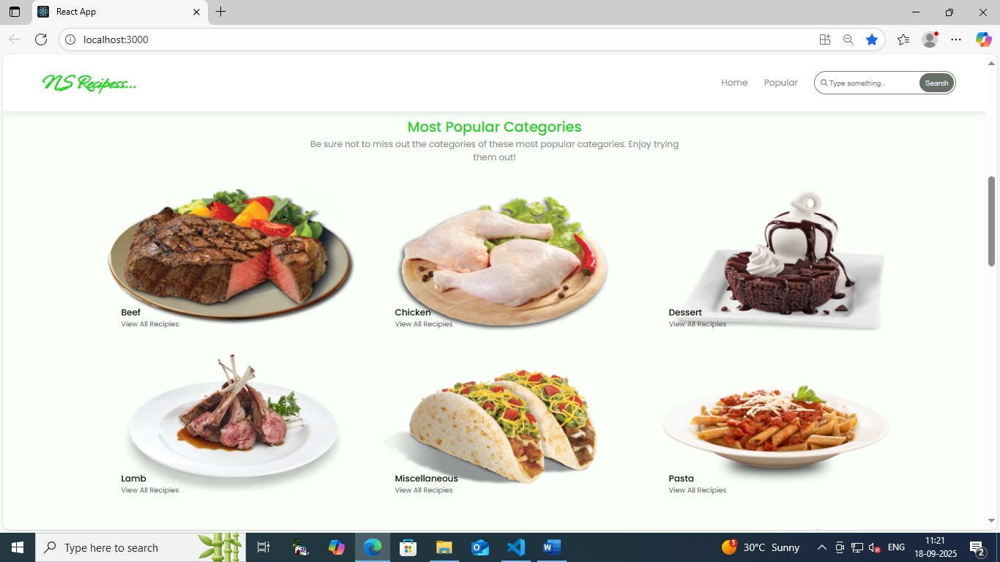 React App
localhost:3000
NS Recipess...
Home
Popular
Type something..
Search
Most Popular Categories
Be sure not to miss out the categories of these most popular categories. Enjoy trying
them out!
Beef
View All Recipies
Chicken
View All Recipies
Dessert
View All Recipies
Lamb
View All Recipies
Miscellaneous
View All Recipies
Pasta
View All Recipies
Type here to search
5
30°C Sunny
ENG
11:21
18-09-2025
2